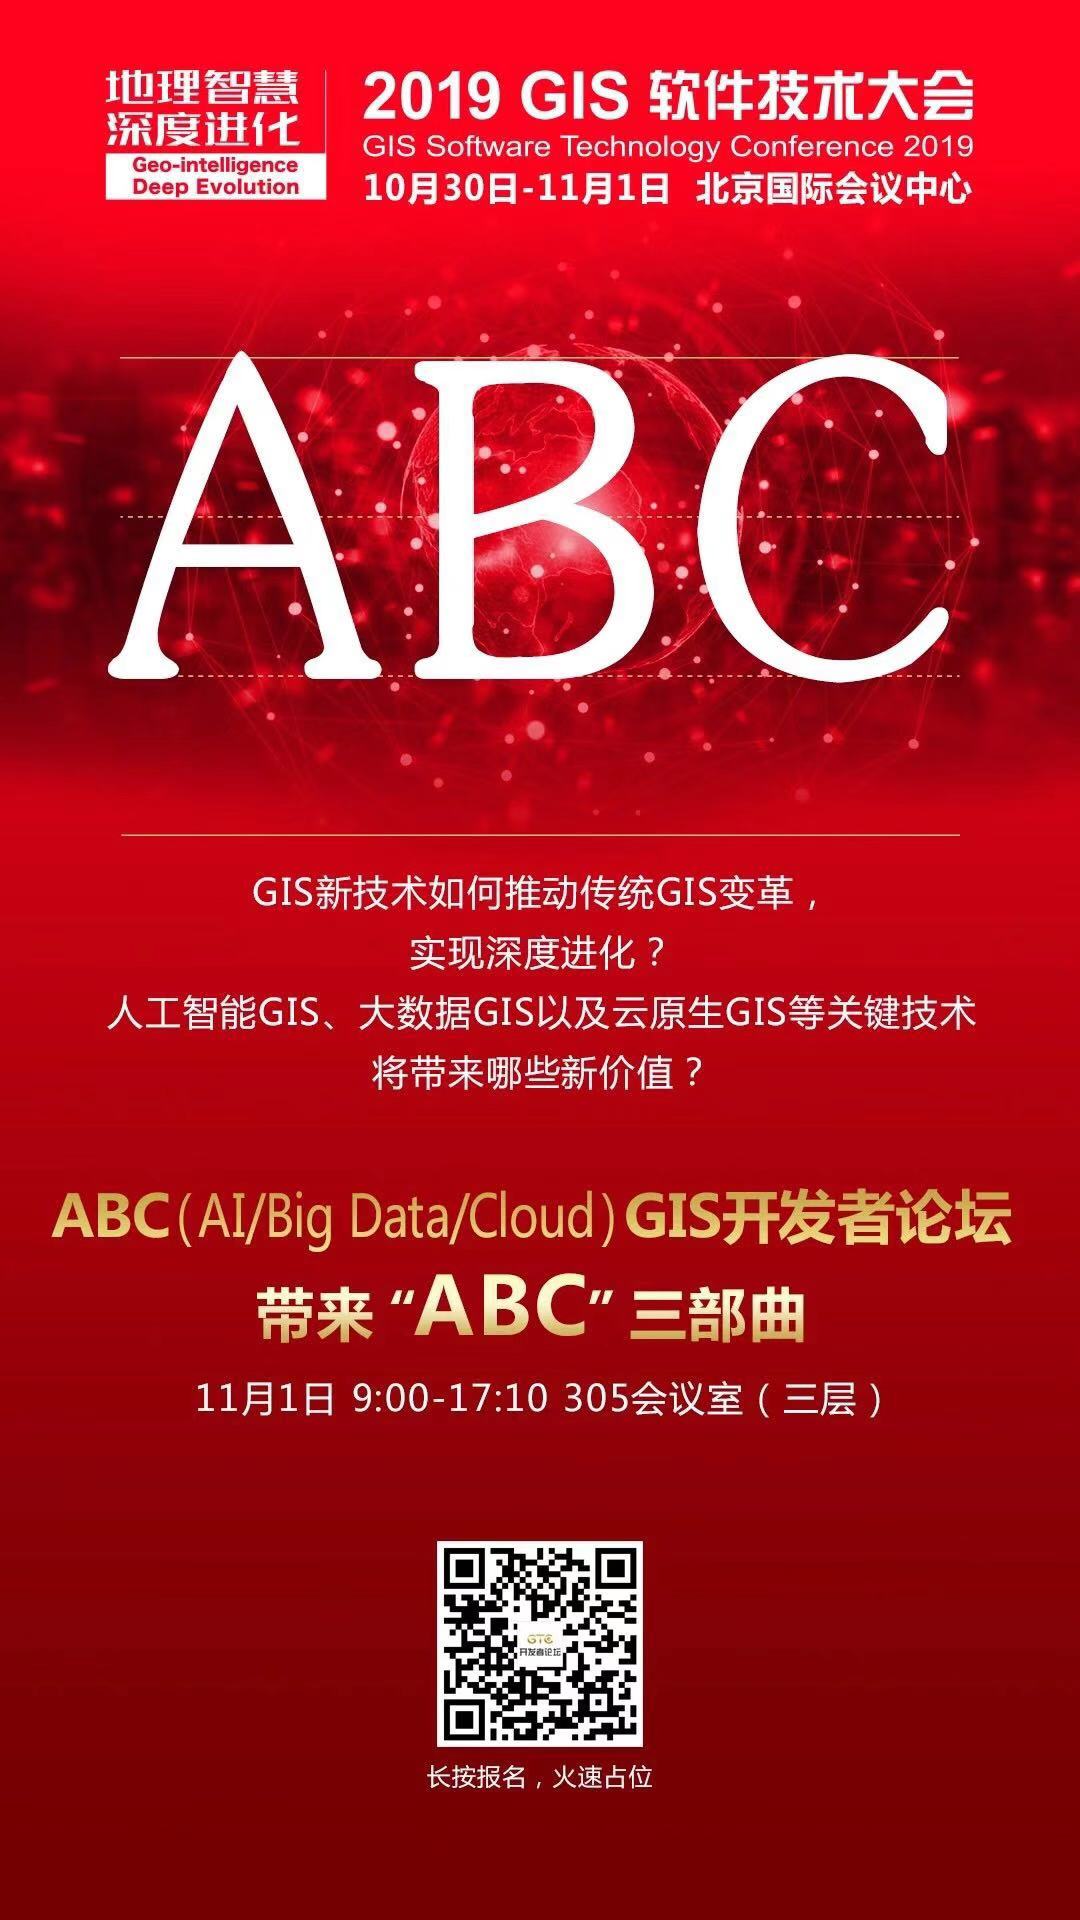 地理智慧
深度进化
Geo-intelligence
Deep Evolution
2019 GIS 软件技术大会
GIS Software Technology Conference 2019
10月30日-11月1日 北京国际会议中心
ABC
GIS新技术如何推动传统GIS变革，
实现深度进化？
人工智能GIS、大数据GIS以及云原生GIS等关键技术
将带来哪些新价值？
ABC(AI/Big Data/Cloud)GIS开发者论坛
带来“ABC”三部曲
11月1日 9:00-17:10 305会议室（三层）
GTC
开发者论坛
长按报名，火速占位